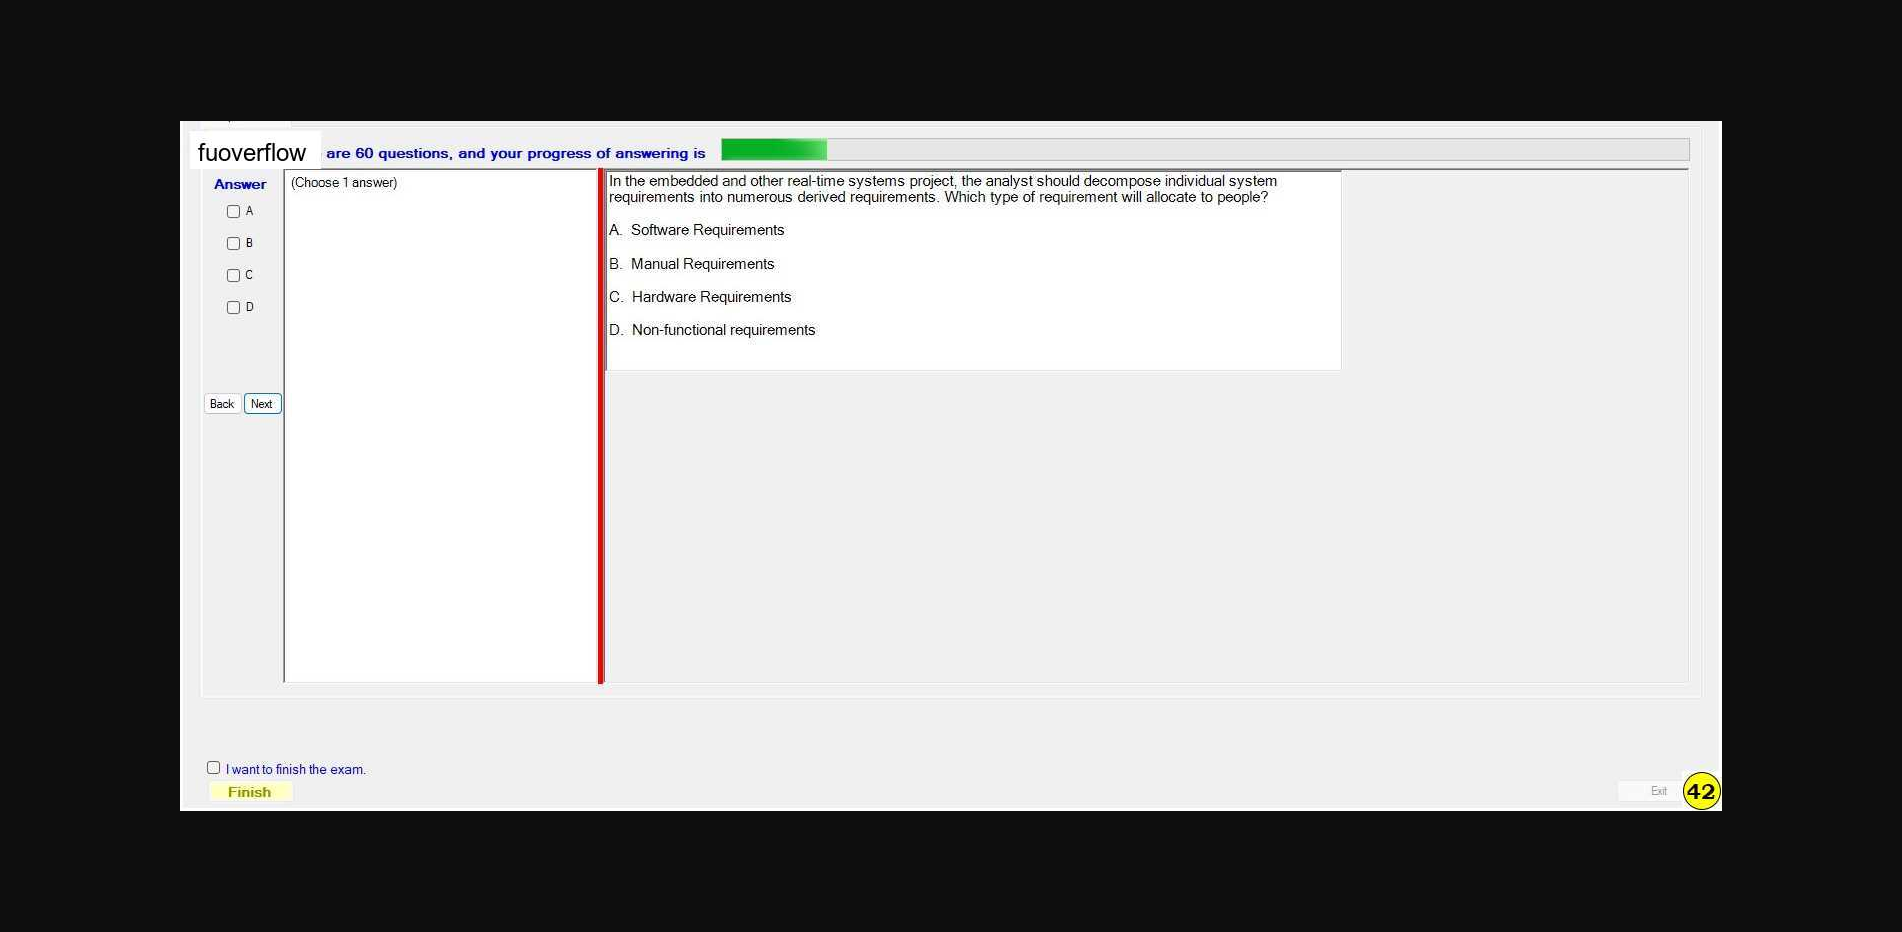 fuoverflow are 60 questions, and your progress of answering is
Answer
(Choose 1 answer)
A
B
C
D
Back
Next
In the embedded and other real-time systems project, the analyst should decompose individual system
requirements into numerous derived requirements. Which type of requirement will allocate to people?
A. Software Requirements
B. Manual Requirements
C. Hardware Requirements
D. Non-functional requirements
I want to finish the exam.
Finish
Exit
42